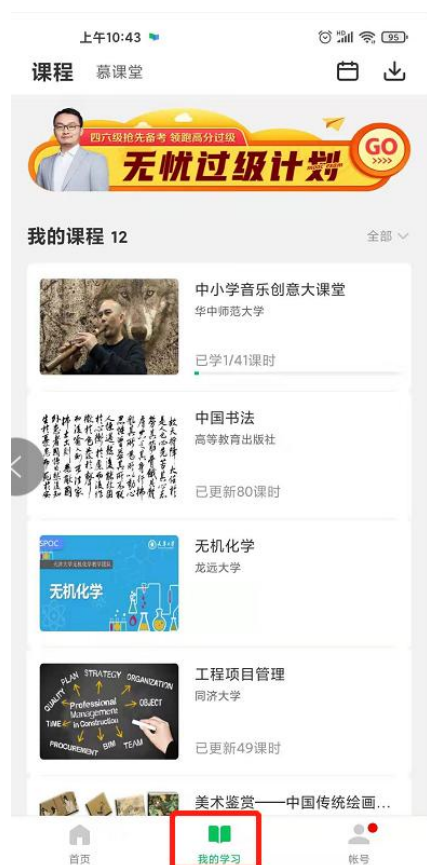 上午10:43
HD
95
课程 慕课堂
四六级抢先备考 领跑高分过级
无忧过级计划
GO
我的课程 12
全部
中小学音乐创意大课堂
华中师范大学
已学1/41课时
中国书法
高等教育出版社
已更新80课时
SPOC
无机化学
无机化学
龙远大学
PLAN STRATEGY ORGANIZATION
QUALITY
Professional
Management
in Construction
OBJECT
TIME
PROCUREMENT BIM TEAM
工程项目管理
同济大学
已更新49课时
美术鉴赏——中国传统绘画...
首页 我的学习 帐号